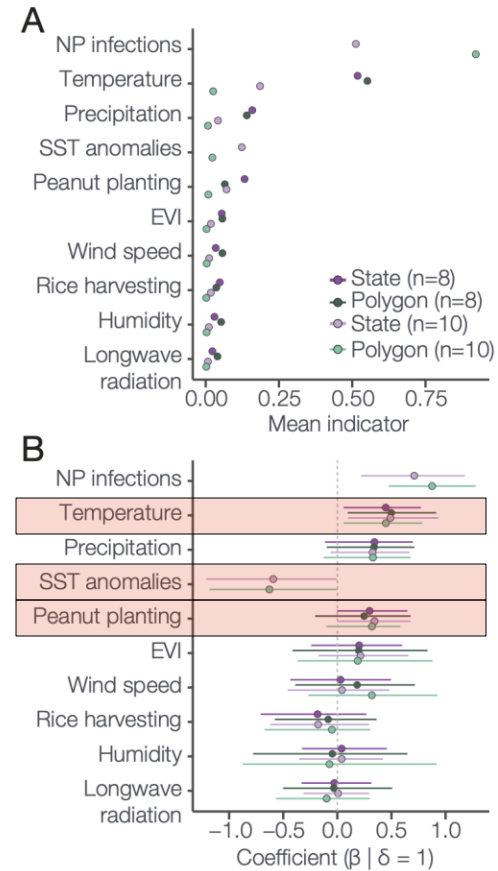 A
NP infections
Temperature
Precipitation
SST anomalies
Peanut planting
EVI
Wind speed
Rice harvesting
Humidity
Longwave
radiation
State (n=8)
Polygon (n=8)
State (n=10)
Polygon (n=10)
0.00 0.25 0.50 0.75
Mean indicator
B
NP infections
Temperature
Precipitation
SST anomalies
Peanut planting
EVI
Wind speed
Rice harvesting
Humidity
Longwave
radiation
−1.0 −0.5 0.0 0.5 1.0
Coefficient (β | δ = 1)